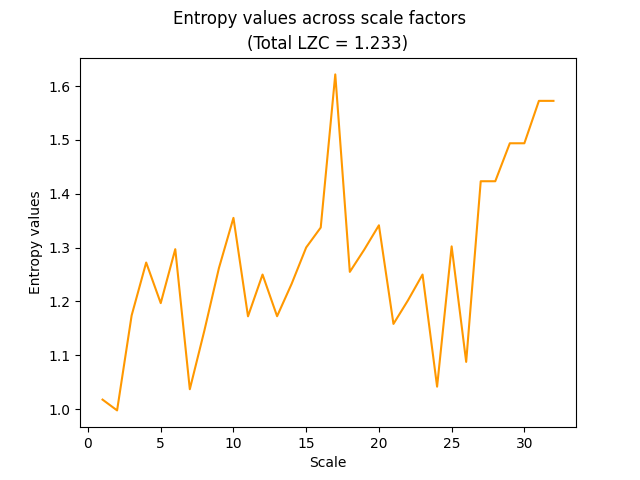 Entropy values across scale factors
(Total LZC = 1.233)
1.6
1.5
1.4
1.3
1.2
1.1
1.0
Entropy values
0 5 10 15 20 25 30
Scale